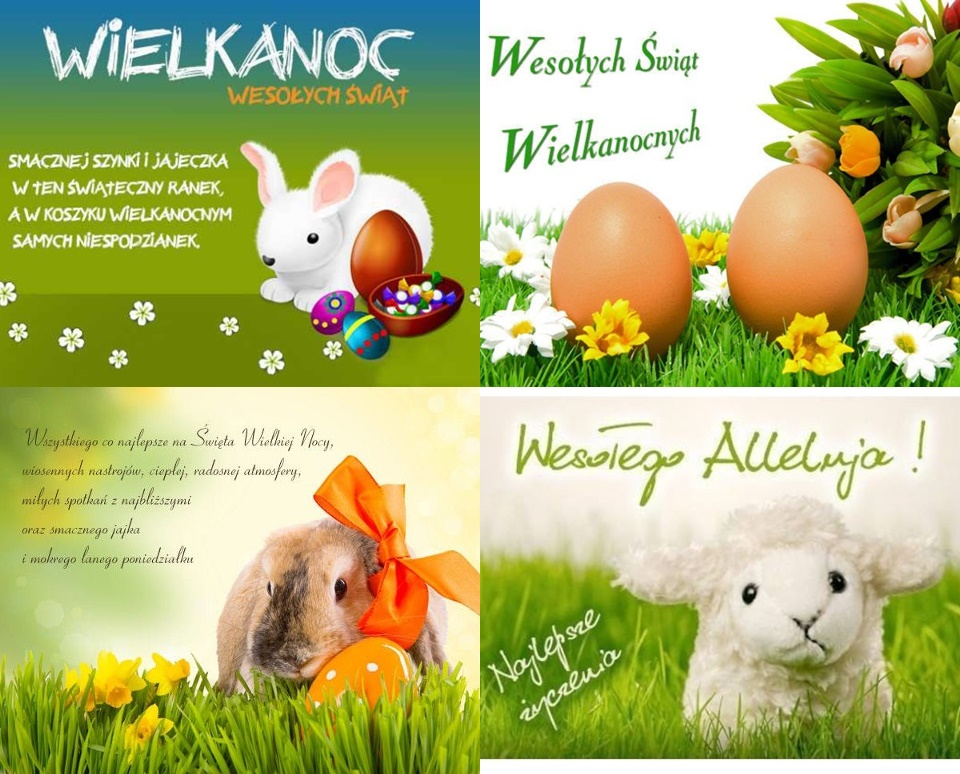 WIELKANOC
WESOŁYCH ŚWIĄT
SMACZNEJ SZYNKI I JAJECZKA
W TEN ŚWIĄTECZNY RANEK,
A W KOSZYKU WIELKANOCNYM
SAMYCH NIESPODZIANEK.
Wesołych Świąt
Wielkanocnych
Wszystkiego co najlepsze na Święta Wielkiej Nocy,
wiosennych nastrojów, ciepłej, radosnej atmosfery,
miłych spotkań z najbliższymi
oraz smacznego jajka
i mokrego lanego poniedziałku
Wesołego Alleluja !
Najlepsze
życzenia